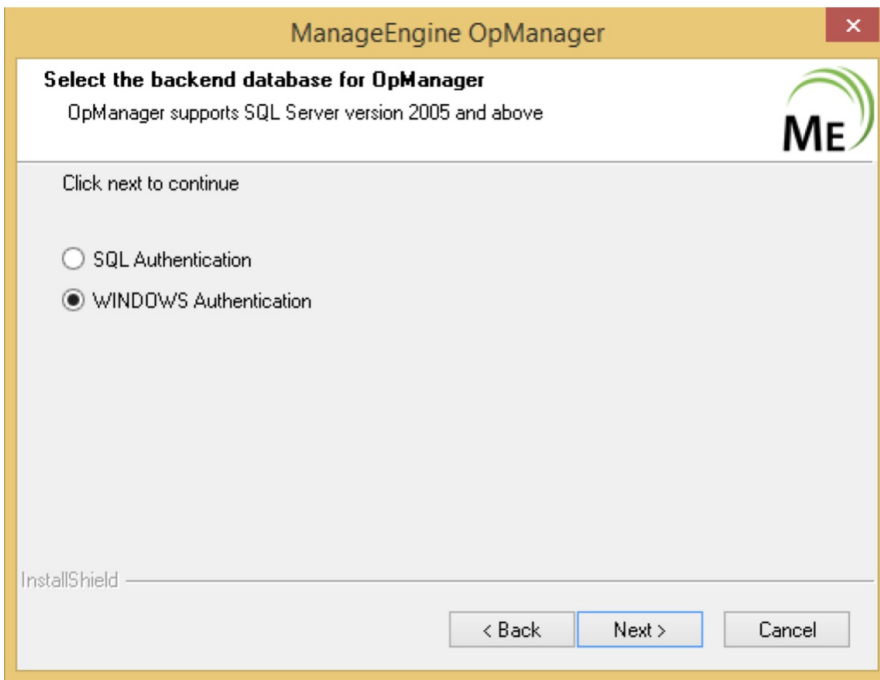 ManageEngine OpManager
Select the backend database for OpManager
OpManager supports SQL Server version 2005 and above
ME
Click next to continue
SQL Authentication
WINDOWS Authentication
InstallShield
< Back Next > Cancel